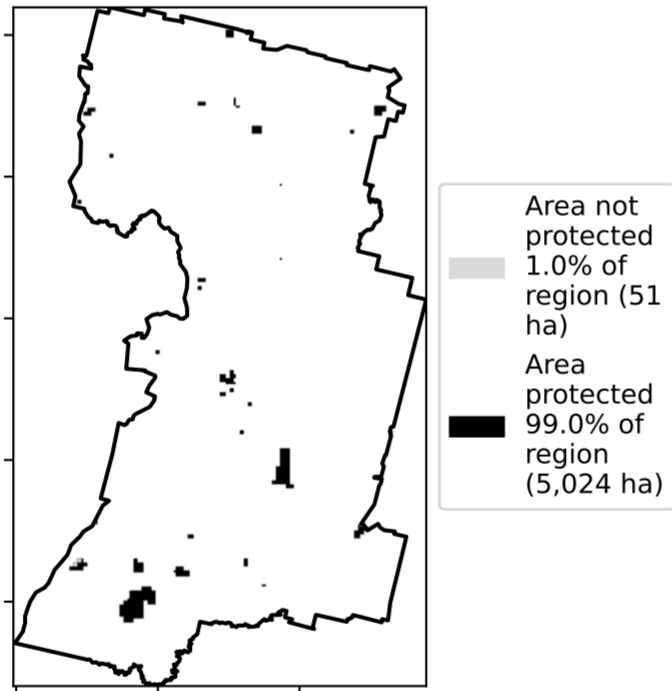 Area not
protected
1.0% of
region (51
ha)
Area
protected
99.0% of
region
(5,024 ha)